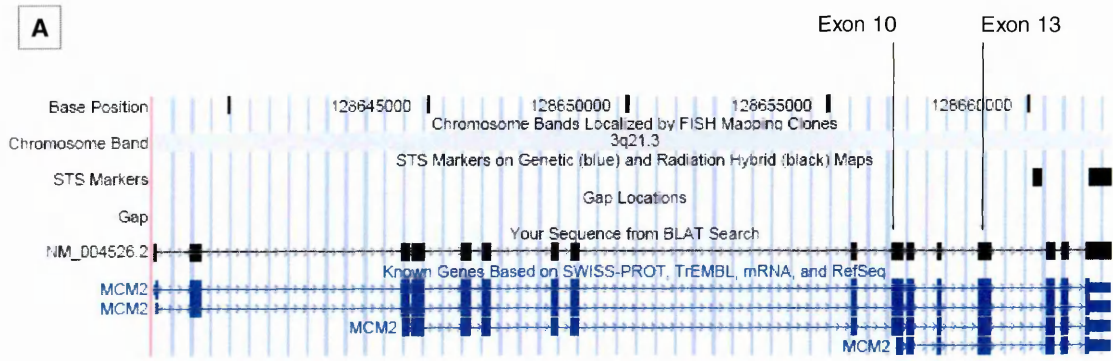 A
Exon 10 Exon 13
Base Position 128645000 128650000 128655000 128660000
Chromosome Bands Localized by FISH Mapping Clones
Chromosome Band 3q21.3
STS Markers on Genetic (blue) and Radiation Hybrid (black) Maps
STS Markers
Gap Locations
Gap
Your Sequence from BLAT Search
NM_004526.2
Known Genes Based on SWISS-PROT, TrEMBL, mRNA, and RefSeq
MCM2
MCM2
MCM2
MCM2